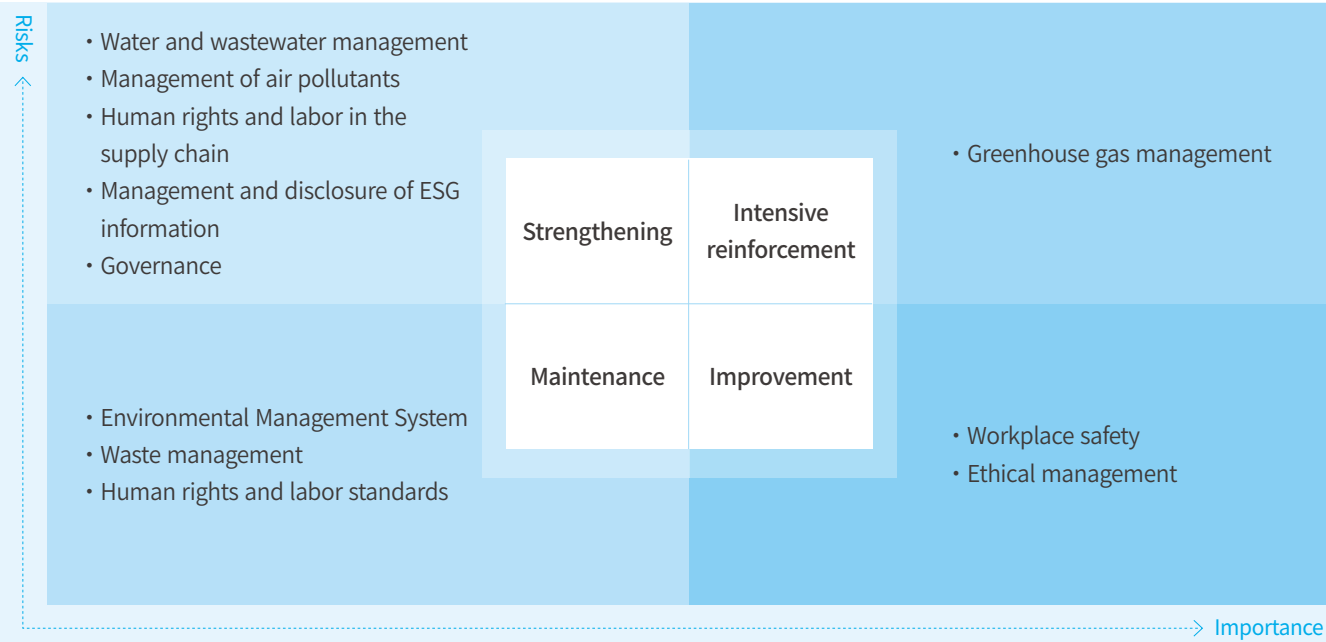 Risks
・Water and wastewater management
・Management of air pollutants
・Human rights and labor in the
supply chain
・Management and disclosure of ESG
information
・Governance
・Greenhouse gas management
Strengthening
Intensive
reinforcement
Maintenance
Improvement
・Environmental Management System
・Waste management
・Human rights and labor standards
・Workplace safety
・Ethical management
Importance